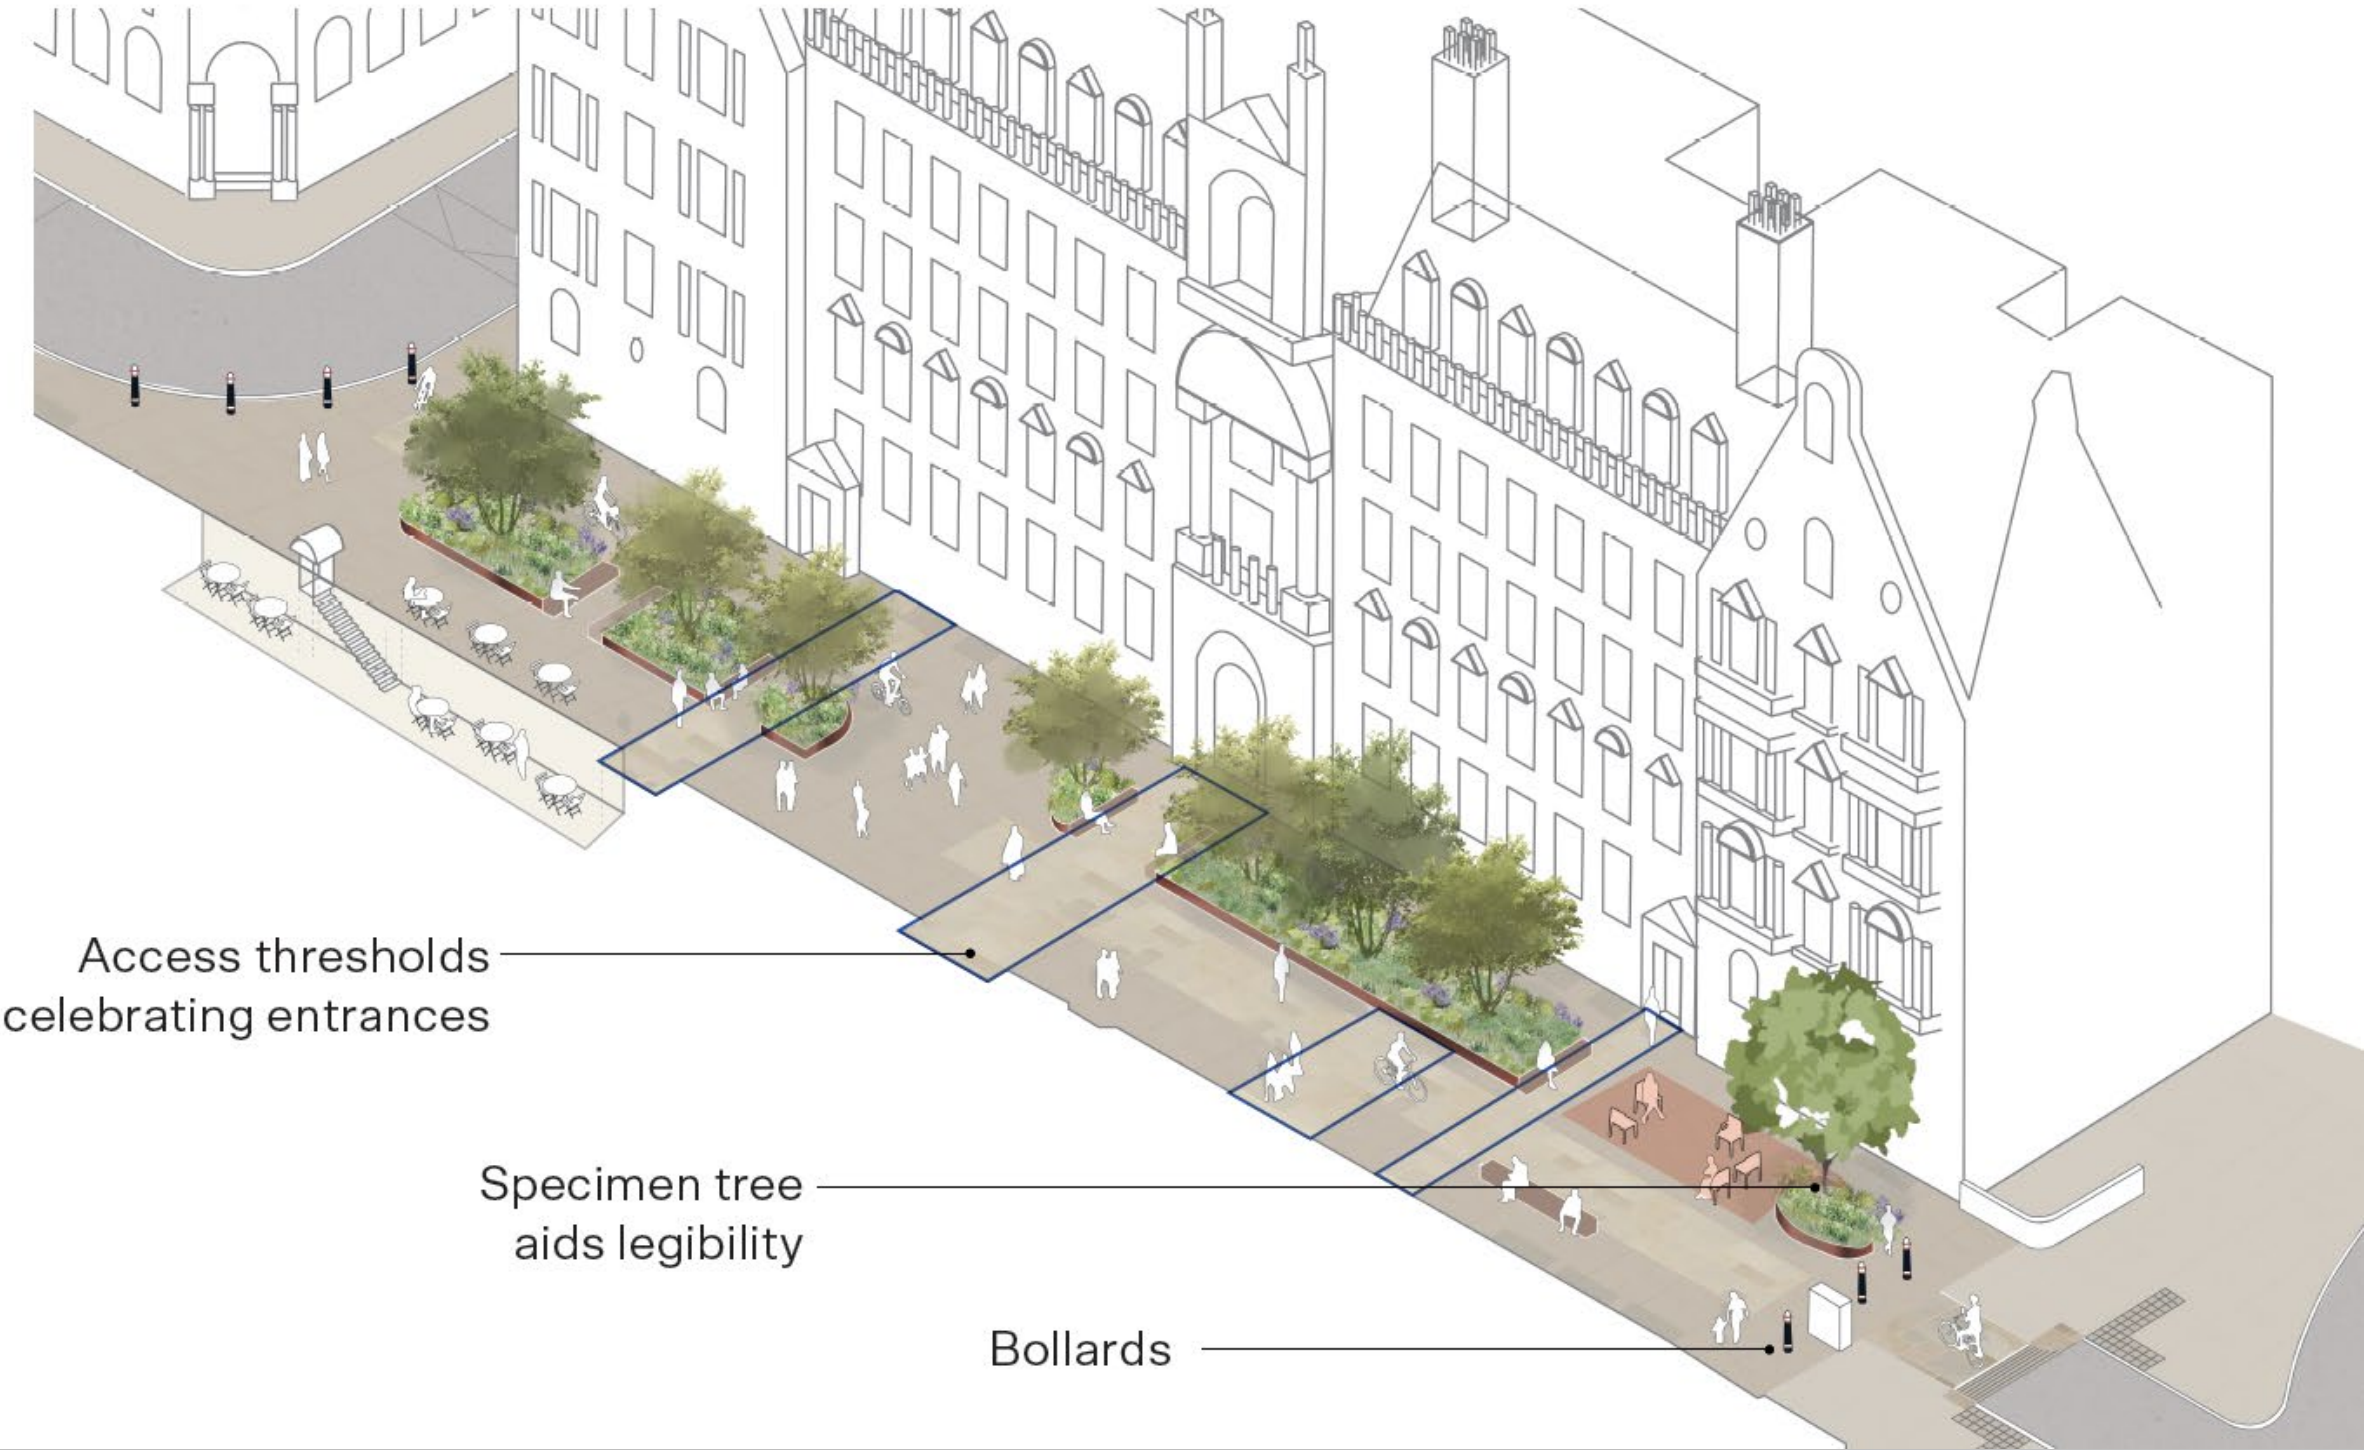 Access thresholds
celebrating entrances
Specimen tree
aids legibility
Bollards